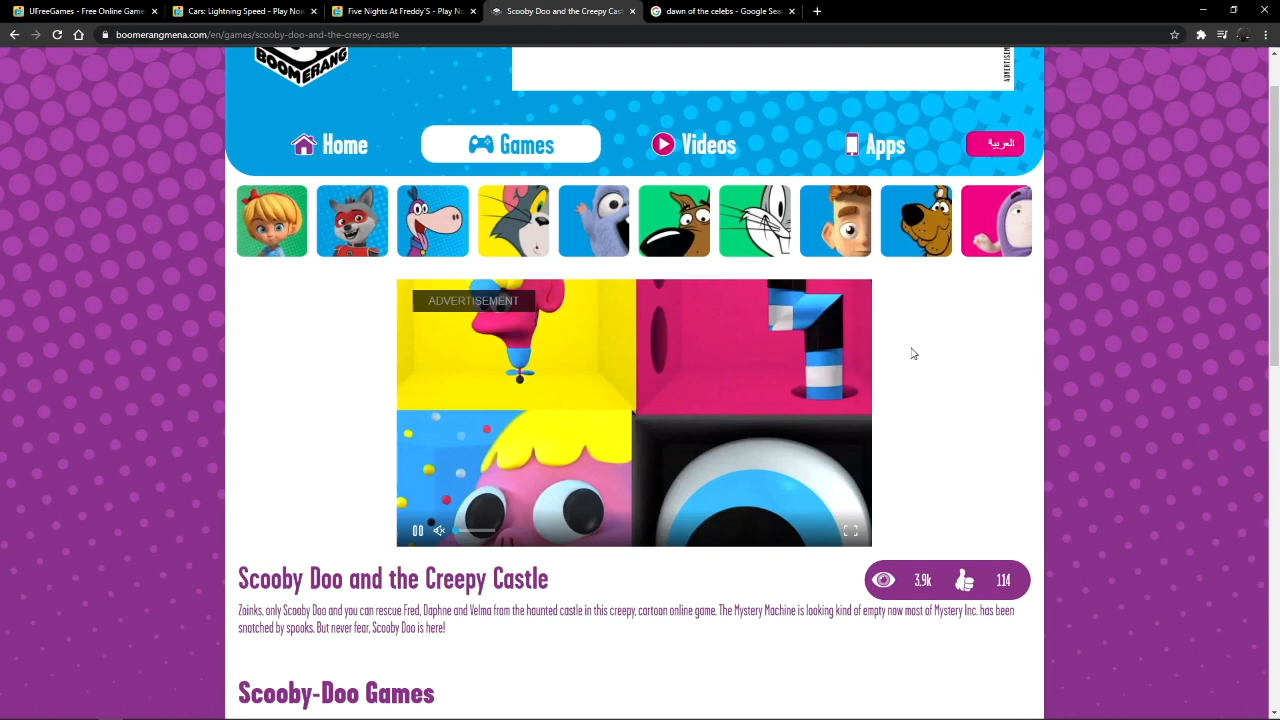 UFreeGames - Free Online Game
Cars: Lightning Speed - Play Now
Five Nights At Freddy`S - Play N
Scooby Doo and the Creepy Cast
dawn of the celebs - Google Sea
boomerangmena.com/en/games/scooby-doo-and-the-creepy-castle
BOOMERANG
ADVERTISEM
Home
Games
Videos
Apps
العربية
ADVERTISEMENT
Scooby Doo and the Creepy Castle
3.9k
114
Zoinks, only Scooby Doo and you can rescue Fred, Daphne and Velma from the haunted castle in this creepy, cartoon online game. The Mystery Machine is looking kind of empty now most of Mystery Inc. has been
snatched by spooks. But never fear, Scooby Doo is here!
Scooby-Doo Games